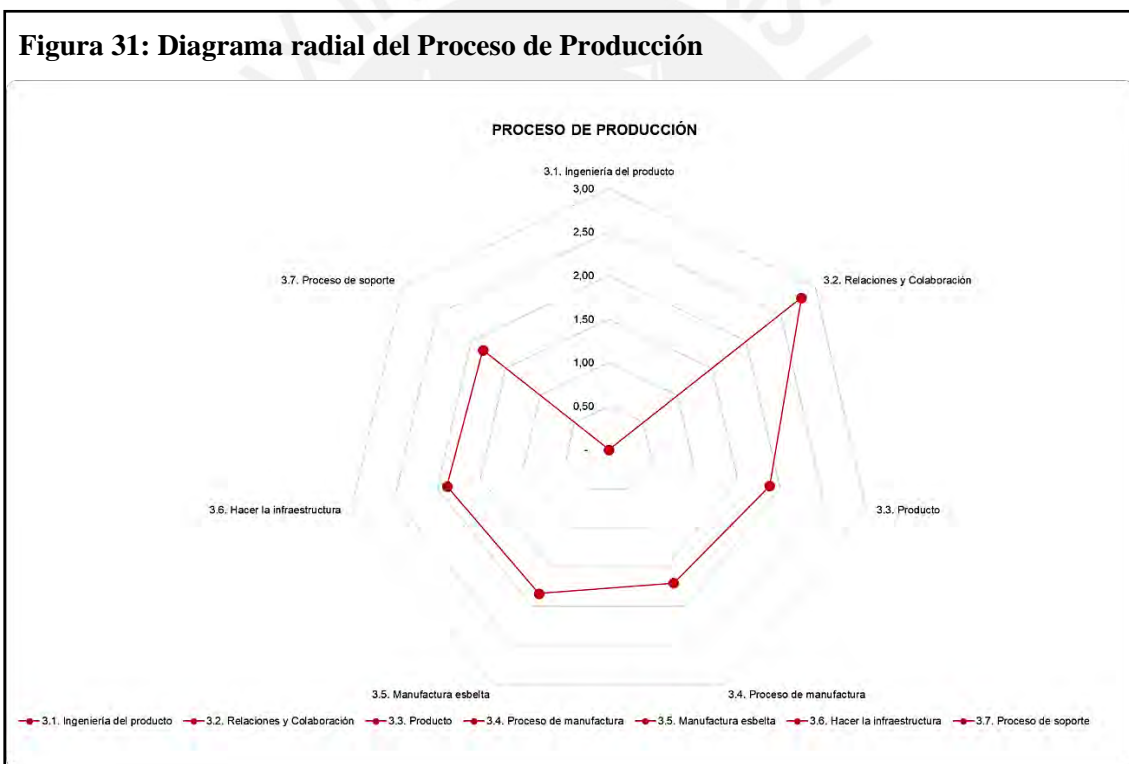 Figura 31: Diagrama radial del Proceso de Producción
PROCESO DE PRODUCCIÓN
3.1. Ingeniería del producto
3,00
2,50
3.7. Proceso de soporte
2,00
3.2. Relaciones y Colaboración
1,50
1,00
0,50
-
3.6. Hacer la infraestructura
3.3. Producto
3.5. Manufactura esbelta
3.4. Proceso de manufactura
3.1. Ingeniería del producto 3.2. Relaciones y Colaboración 3.3. Producto 3.4. Proceso de manufactura 3.5. Manufactura esbelta 3.6. Hacer la infraestructura 3.7. Proceso de soporte